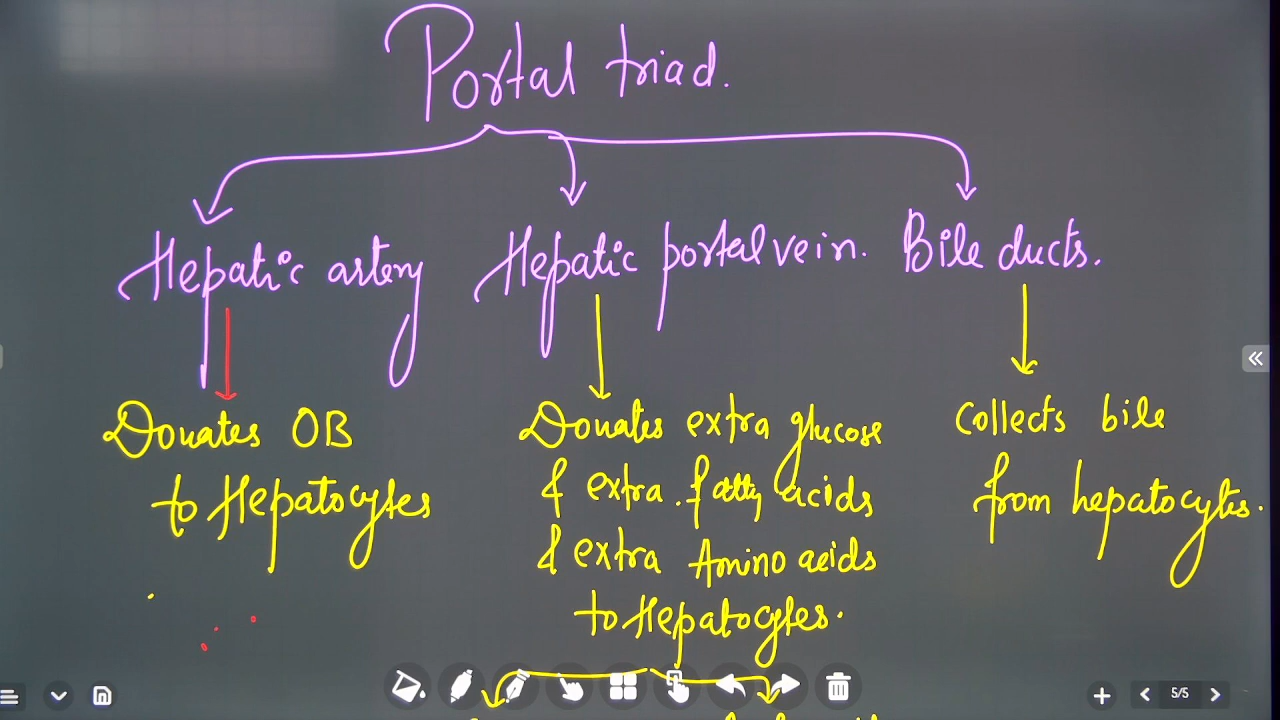 Portal triad.
Hepatic artery
Hepatic portal vein.
Bile ducts.
Donates OB
to Hepatocytes
Donates extra glucose
& extra fatty acids
& extra Amino acids
to Hepatocytes.
Collects bile
from hepatocytes.
5/5